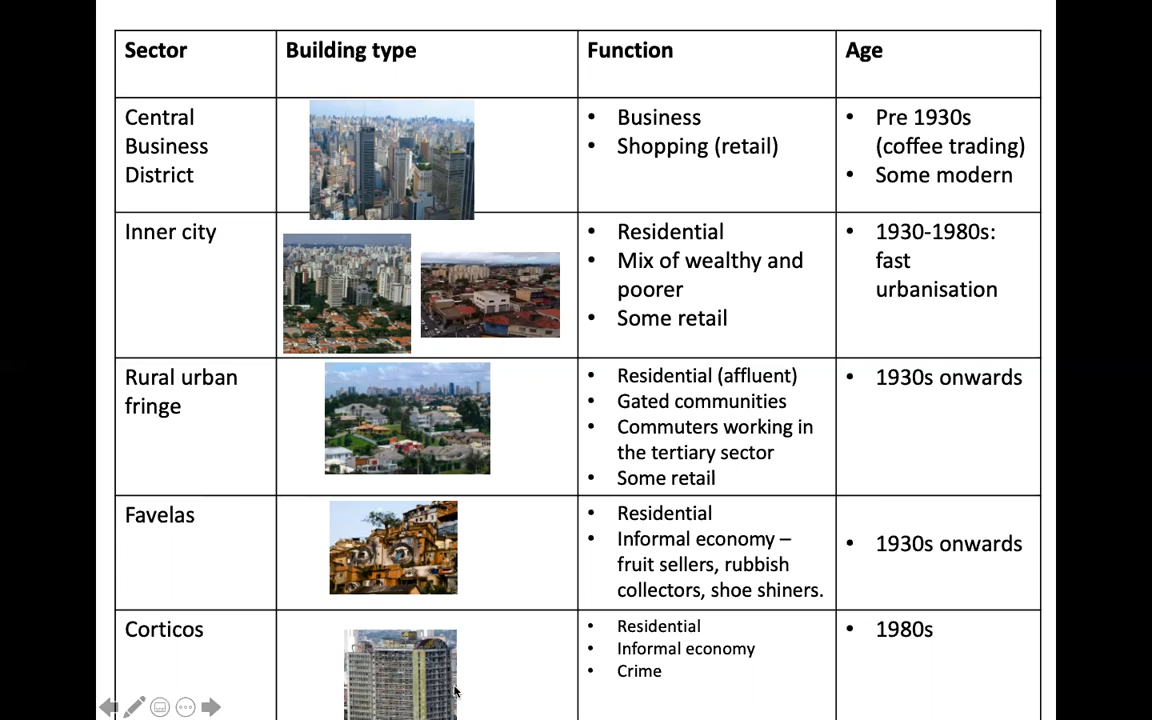 Sector
Building type
Function
Age
Central
Business
District
• Business
• Shopping (retail)
• Pre 1930s
(coffee trading)
• Some modern
Inner city
• Residential
• Mix of wealthy and
poorer
• Some retail
• 1930-1980s:
fast
urbanisation
Rural urban
fringe
• Residential (affluent)
• Gated communities
• Commuters working in
the tertiary sector
• Some retail
• 1930s onwards
Favelas
• Residential
• Informal economy –
fruit sellers, rubbish
collectors, shoe shiners.
• 1930s onwards
Corticos
• Residential
• Informal economy
• Crime
• 1980s